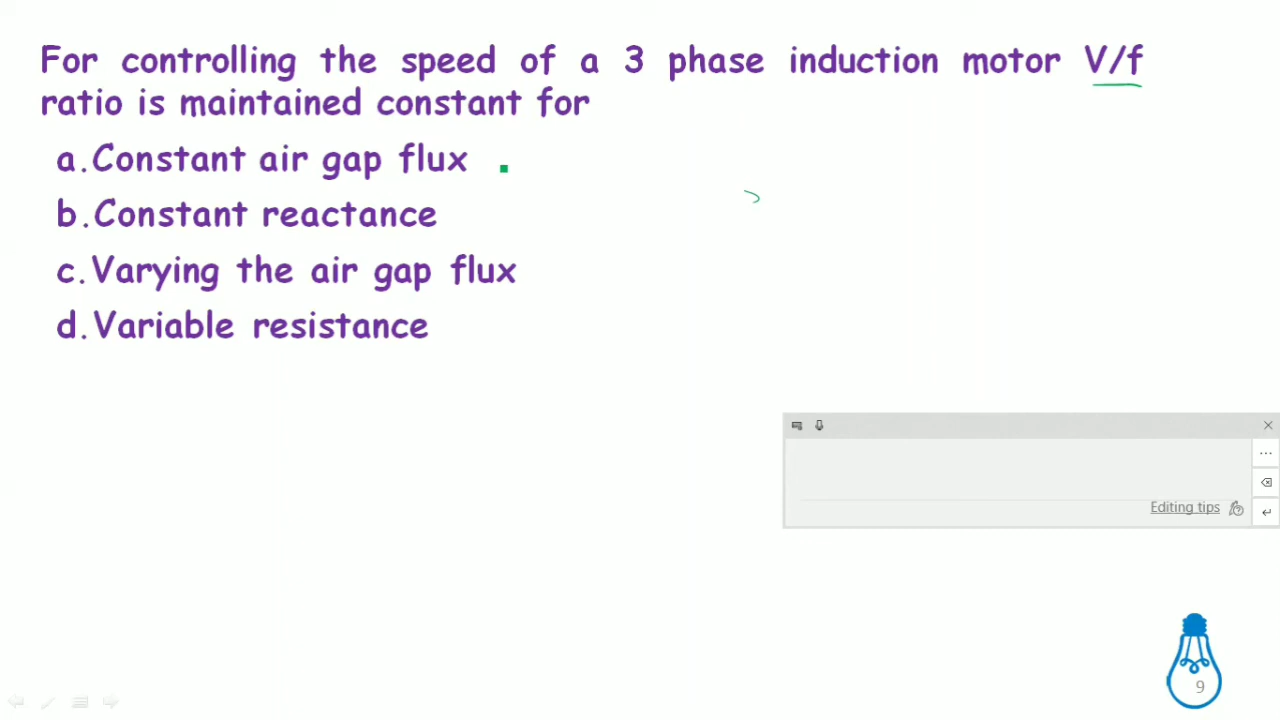 For controlling the speed of a 3 phase induction motor V/f
ratio is maintained constant for
a.Constant air gap flux
b.Constant reactance
c.Varying the air gap flux
d.Variable resistance
Editing tips
9